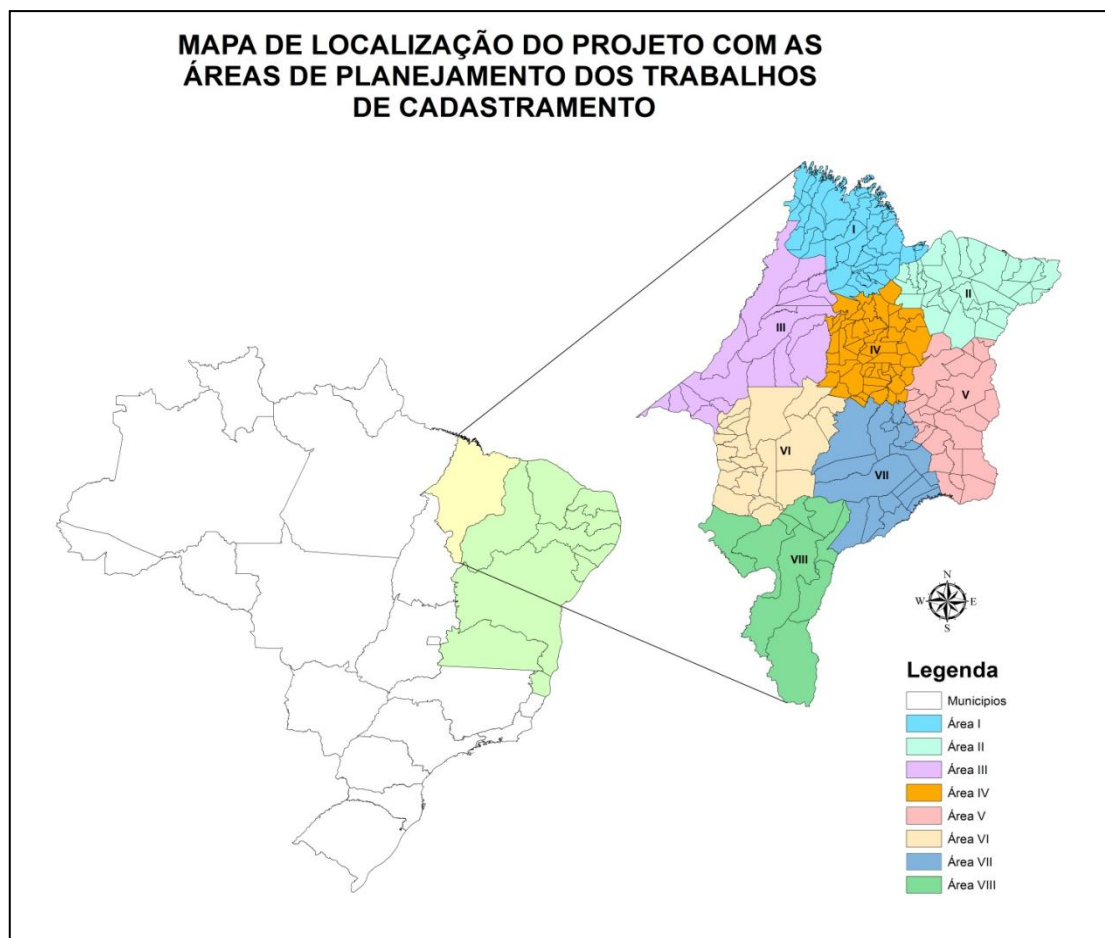 MAPA DE LOCALIZAÇÃO DO PROJETO COM AS
ÁREAS DE PLANEJAMENTO DOS TRABALHOS
DE CADASTRAMENTO
I
II
III
IV
V
VI
VII
VIII
N
W
E
S
Legenda
Municipios
Área I
Área II
Área III
Área IV
Área V
Área VI
Área VII
Área VIII